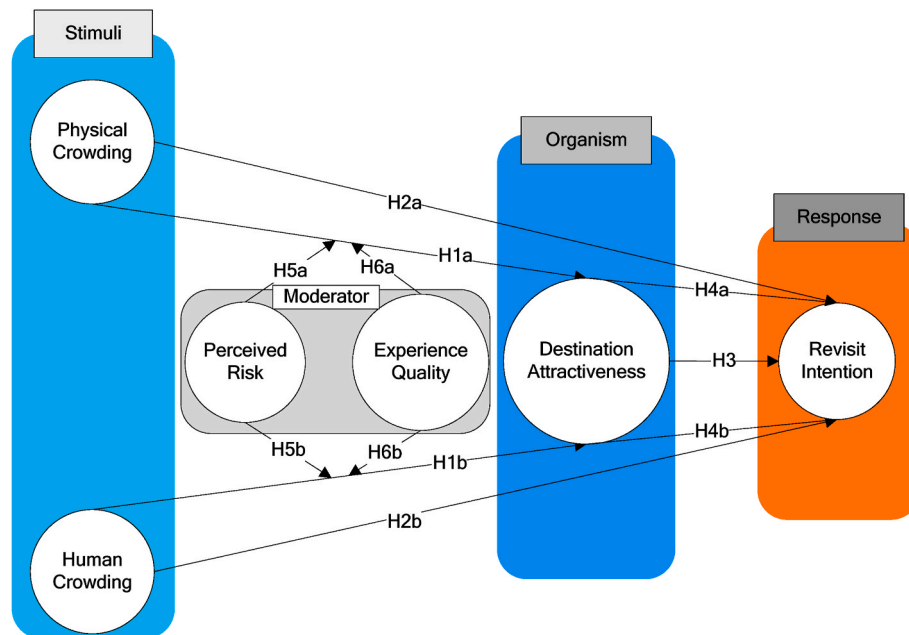 Stimuli
Physical
Crowding
Organism
H2a
Response
H1a
H5a
H6a
Moderator
H4a
Perceived
Risk
Experience
Quality
Destination
Attractiveness
H3
Revisit
Intention
H4b
H5b
H6b
H1b
H2b
Human
Crowding